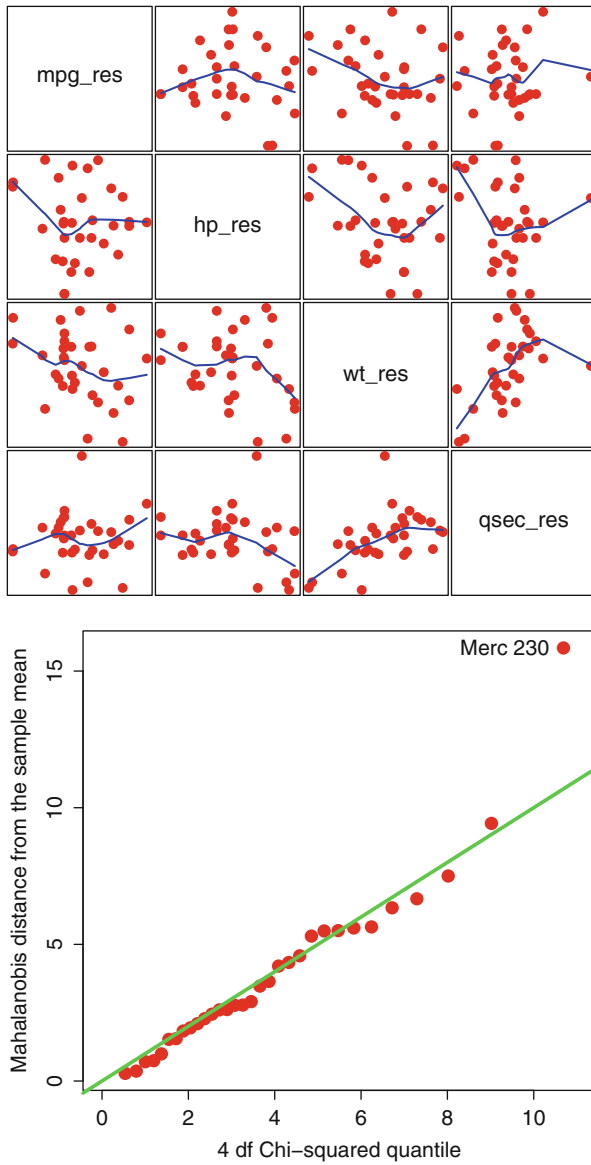 mpg_res
hp_res
wt_res
qsec_res
Merc 230
Mahalanobis distance from the sample mean
15
10
5
0
0 2 4 6 8 10
4 df Chi−squared quantile